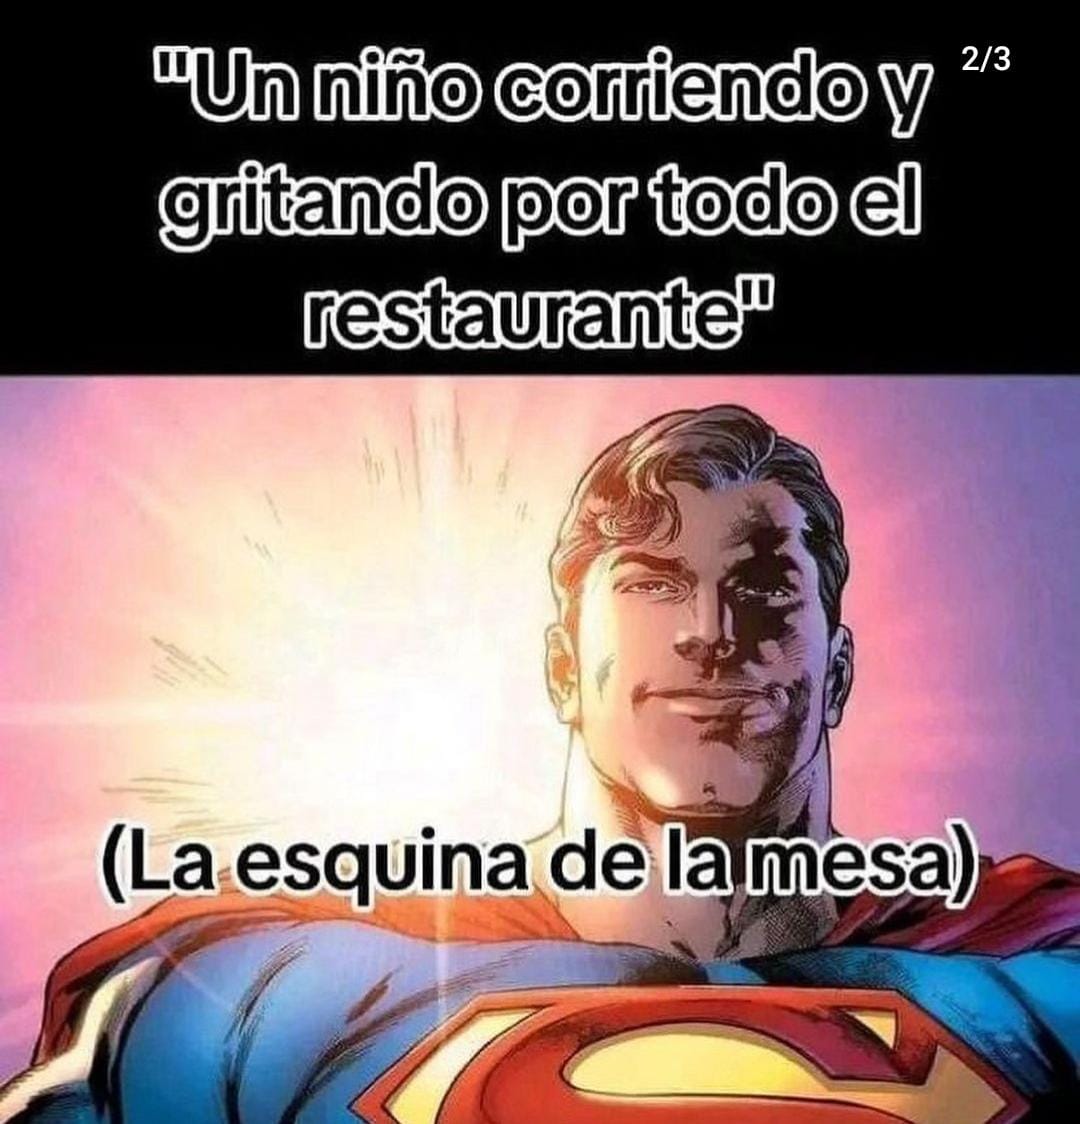 "Un niño corriendo y
2/3
gritando por todo el
restaurante"
(La esquina de la mesa)